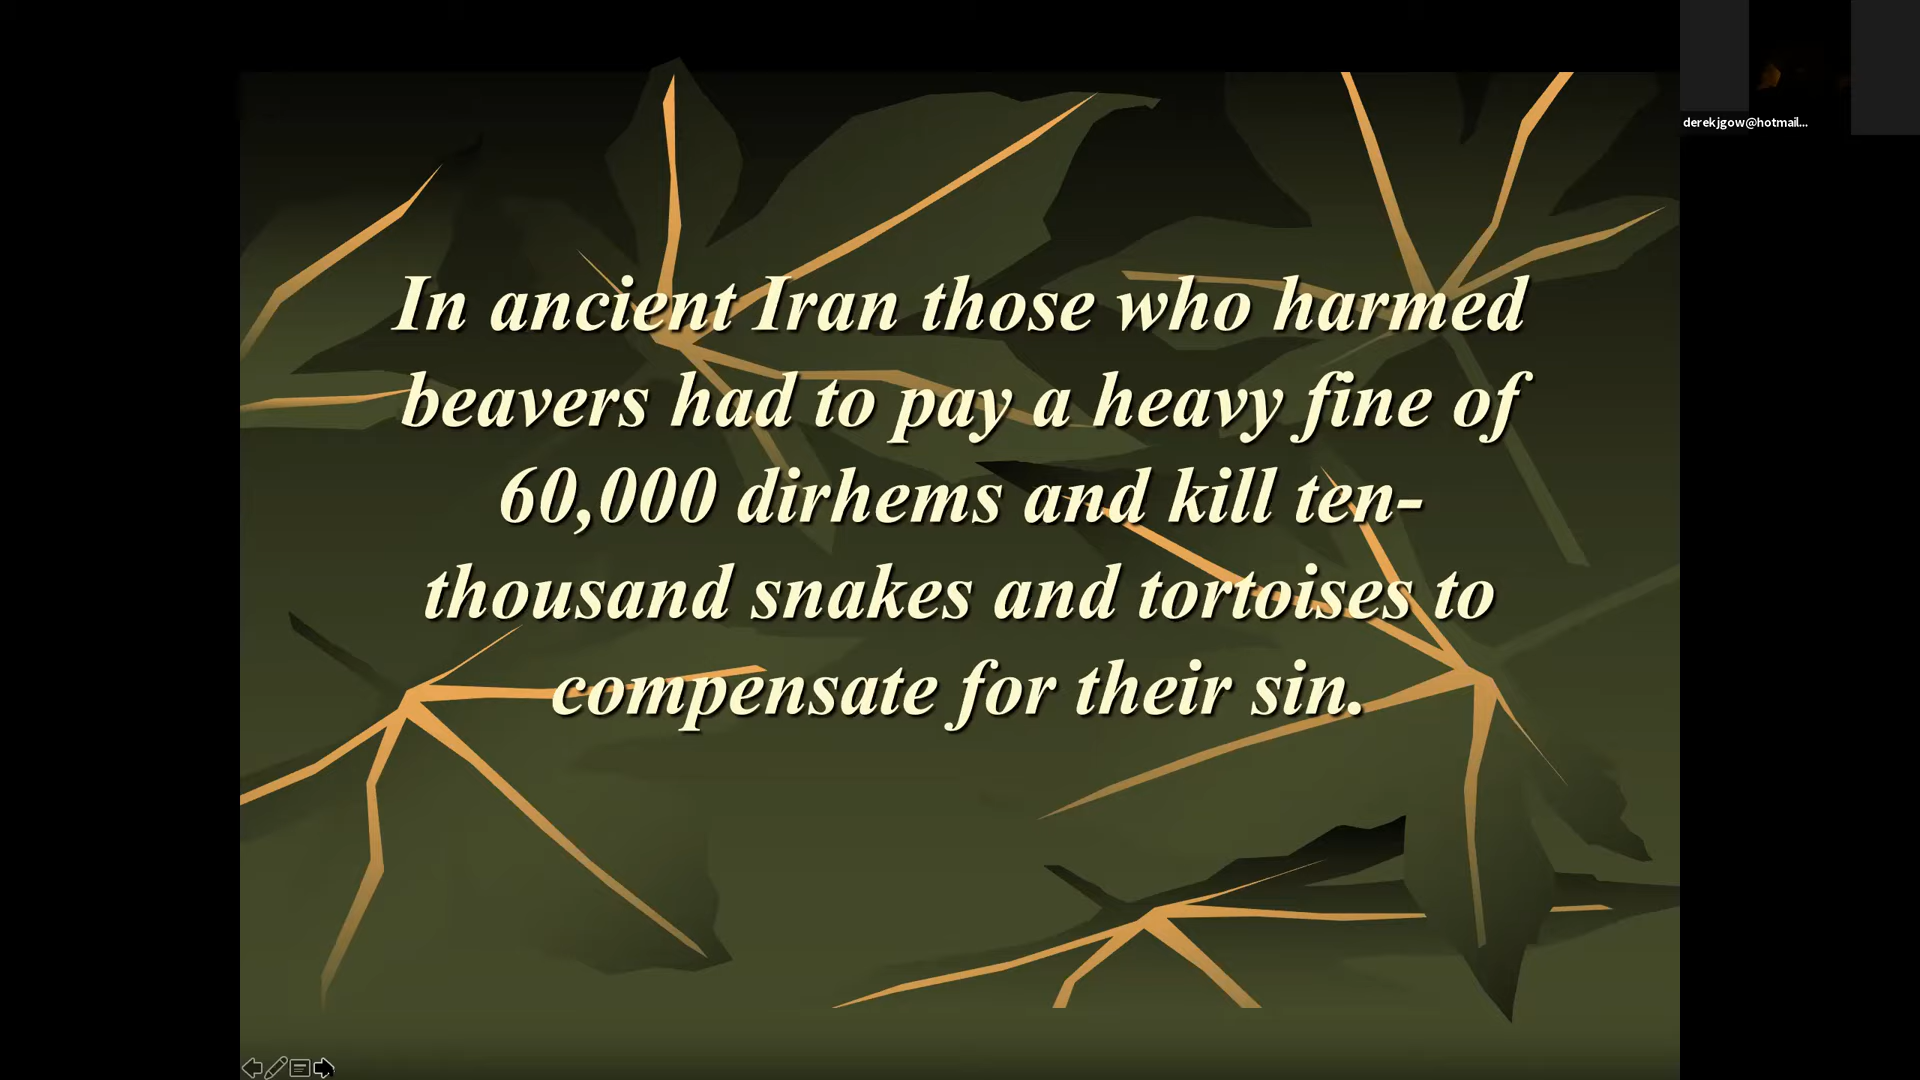 derekjgow@hotmail...
In ancient Iran those who harmed
beavers had to pay a heavy fine of
60,000 dirhems and kill ten-
thousand snakes and tortoises to
compensate for their sin.